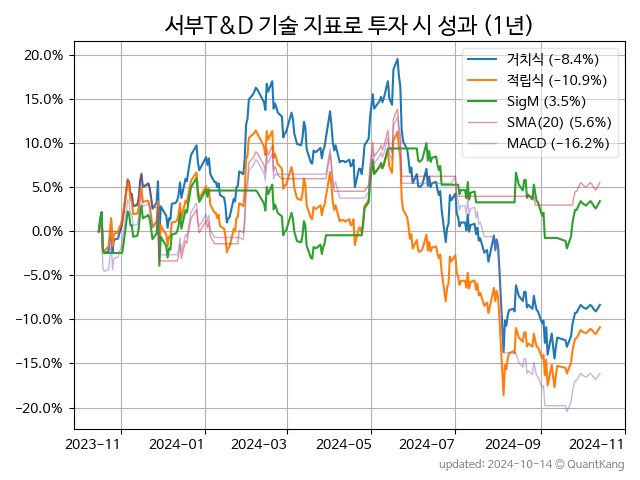 서부T&D 기술 지표로 투자 시 성과 (1년)
거치식 (−8.4%)
적립식 (−10.9%)
SigM (3.5%)
SMA(20) (5.6%)
MACD (−16.2%)
20.0%
15.0%
10.0%
5.0%
0.0%
−5.0%
−10.0%
−15.0%
−20.0%
2023-11 2024-01 2024-03 2024-05 2024-07 2024-09 2024-11
updated: 2024-10-14 © QuantKang